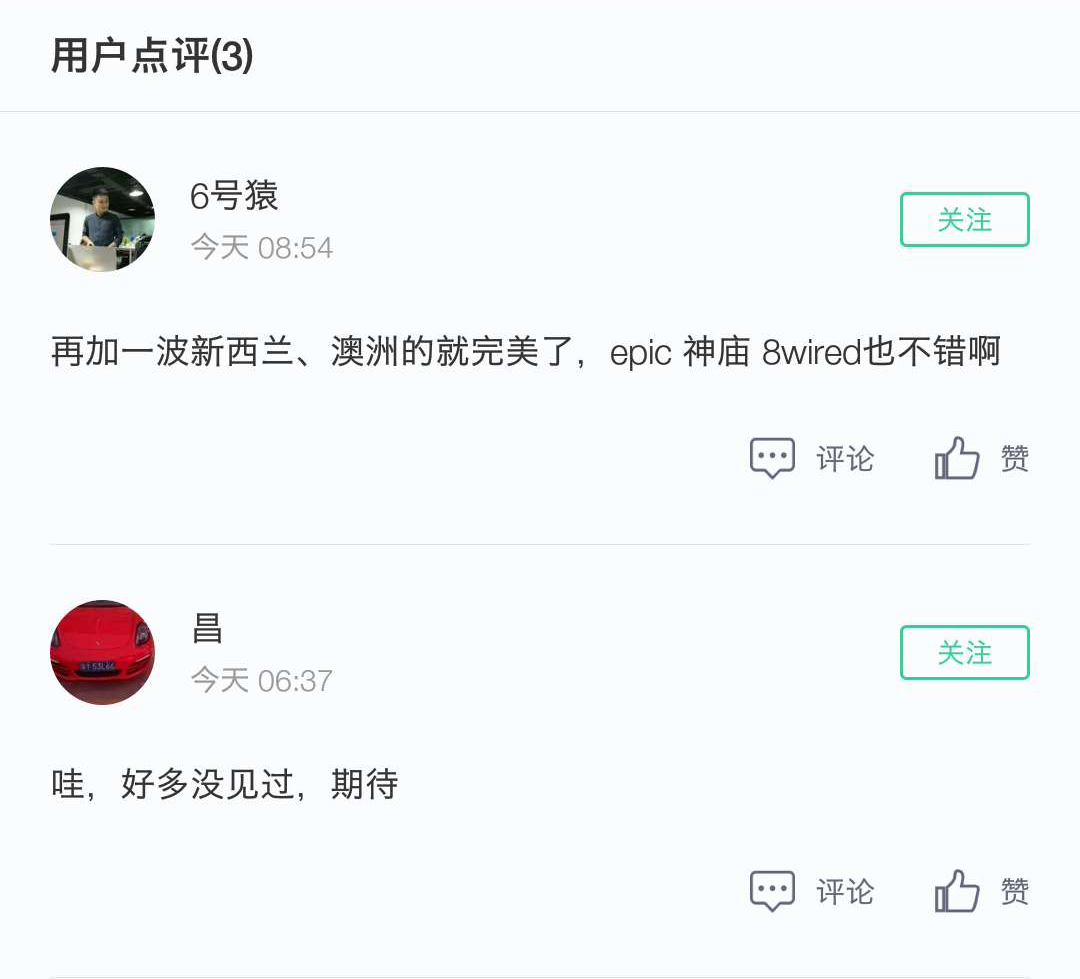 用户点评(3)
6号猿
今天 08:54
关注
再加一波新西兰、澳洲的就完美了，epic 神庙 8wired也不错啊
评论
赞
昌
今天 06:37
关注
哇，好多没见过，期待
评论
赞